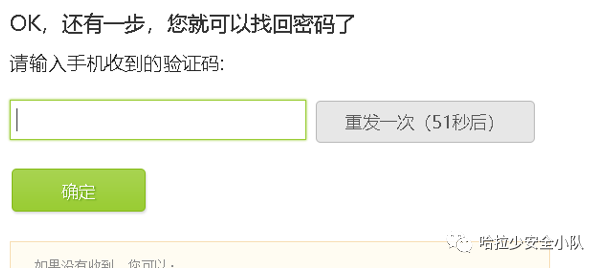 OK，还有一步，您就可以找回密码了
请输入手机收到的验证码:
重发一次（51秒后）
确定
哈拉少安全小队
如果没有收到，您可以：